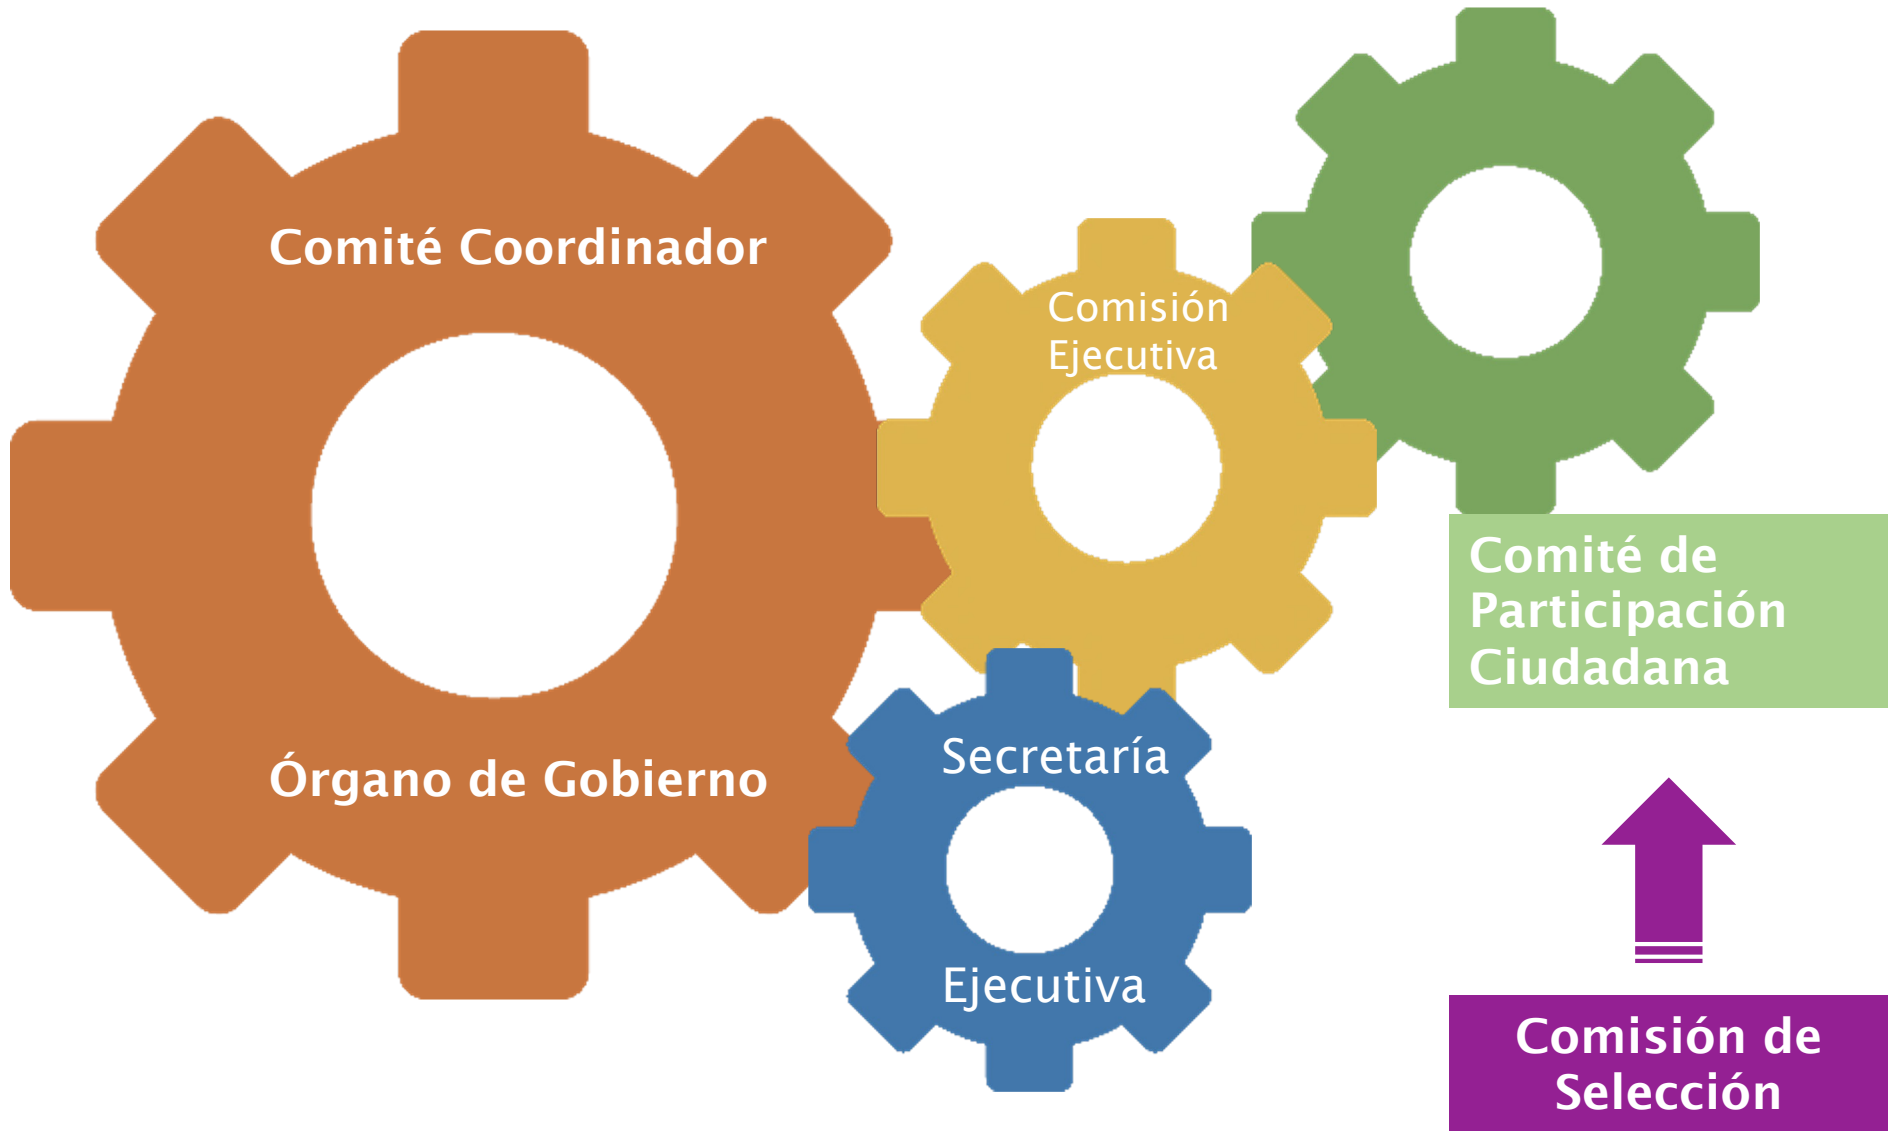 Comité Coordinador
Órgano de Gobierno
Comisión
Ejecutiva
Secretaría
Ejecutiva
Comité de
Participación
Ciudadana
Comisión de
Selección